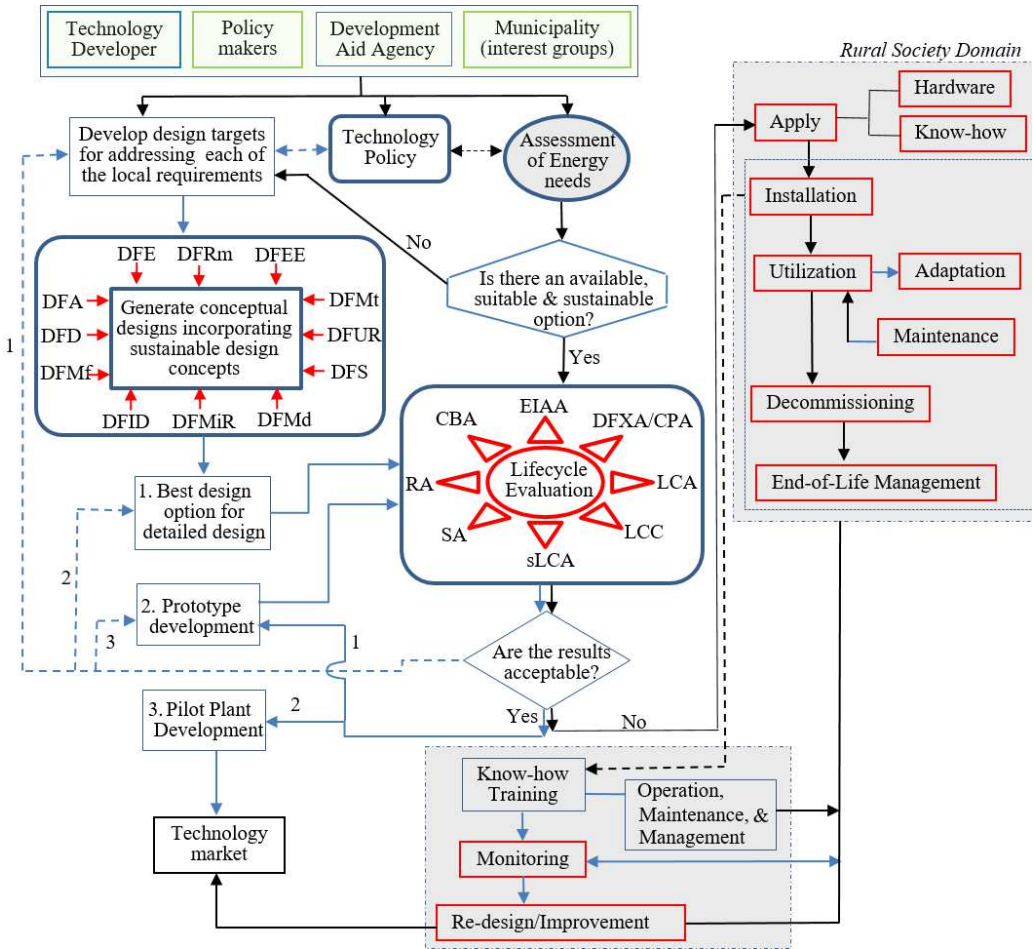 Technology
Developer
Policy
makers
Development
Aid Agency
Municipality
(interest groups)
Rural Society Domain
Develop design targets
for addressing each of
the local requirements
Technology
Policy
Assessment
of Energy
needs
Apply
Hardware
Know-how
Installation
Utilization
Adaptation
Maintenance
Decommissioning
End-of-Life Management
No
Is there an available,
suitable & sustainable
option?
Yes
DFE
DFRm
DFEE
DFA
DFD
DFMf
DFMt
DFUR
DFS
Generate conceptual
designs incorporating
sustainable design
concepts
DFID
DFMiR
DFMd
1
CBA
EIAA
DFXA/CPA
RA
Lifecycle
Evaluation
LCA
SA
sLCA
LCC
1. Best design
option for
detailed design
2
2. Prototype
development
3
1
Are the results
acceptable?
Yes
No
3. Pilot Plant
Development
2
Technology
market
Know-how
Training
Operation,
Maintenance, &
Management
Monitoring
Re-design/Improvement